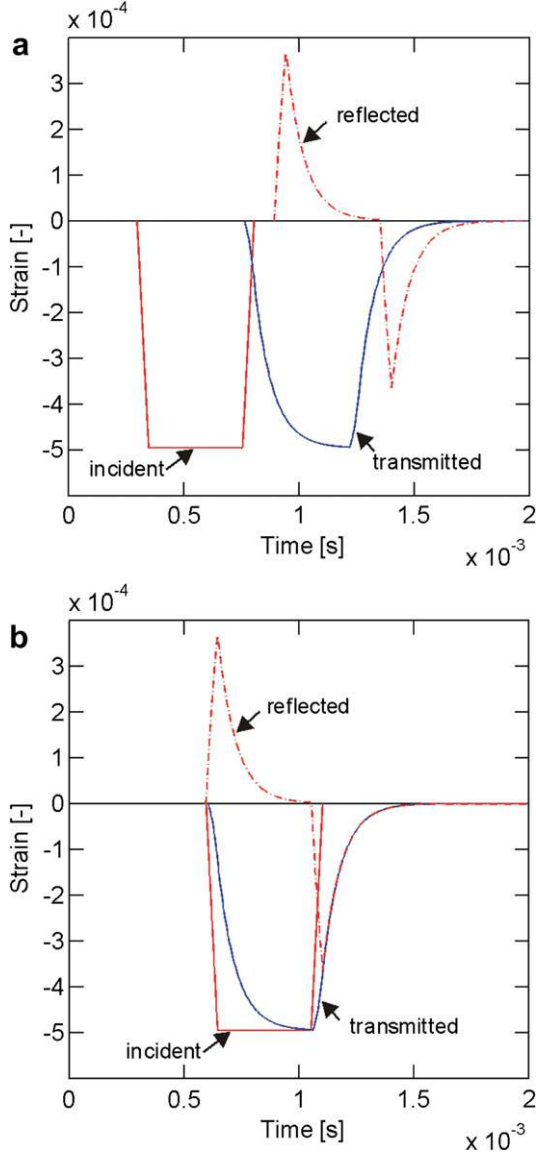 x 10⁻⁴
a
3
2
1
0
-1
-2
-3
-4
-5
Strain [-]
reflected
incident
transmitted
0
0.5
1
1.5
2
Time [s]
x 10⁻³
x 10⁻⁴
b
3
2
1
0
-1
-2
-3
-4
-5
Strain [-]
reflected
transmitted
incident
0
0.5
1
1.5
2
Time [s]
x 10⁻³